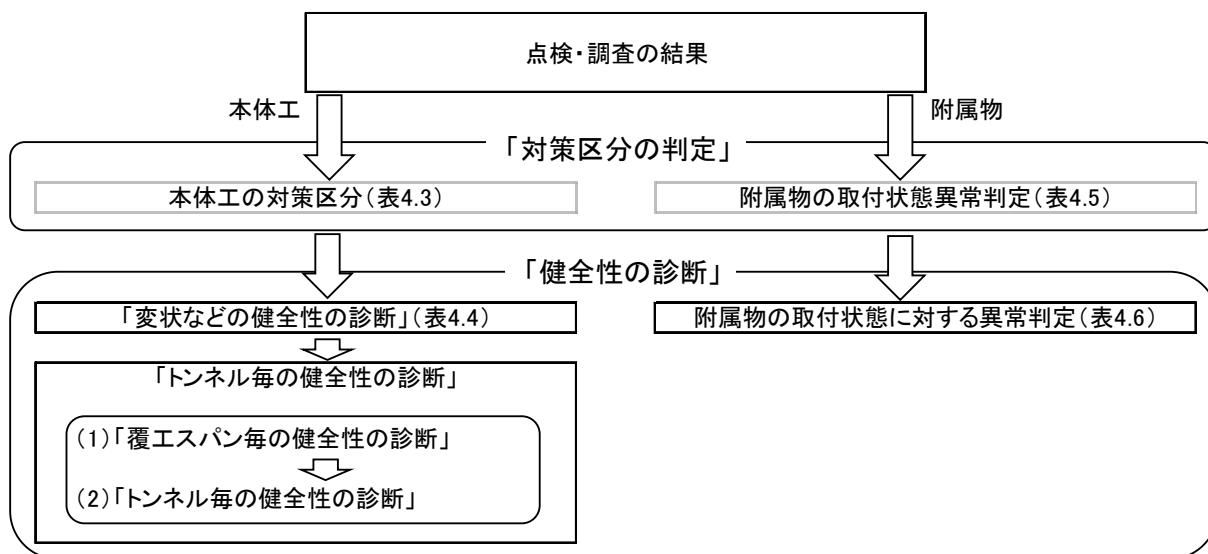 点検・調査の結果
本体工
附属物
「対策区分の判定」
本体工の対策区分(表4.3)
附属物の取付状態異常判定(表4.5)
「健全性の診断」
「変状などの健全性の診断」(表4.4)
附属物の取付状態に対する異常判定(表4.6)
「トンネル毎の健全性の診断」
(1)「覆工スパン毎の健全性の診断」
(2)「トンネル毎の健全性の診断」